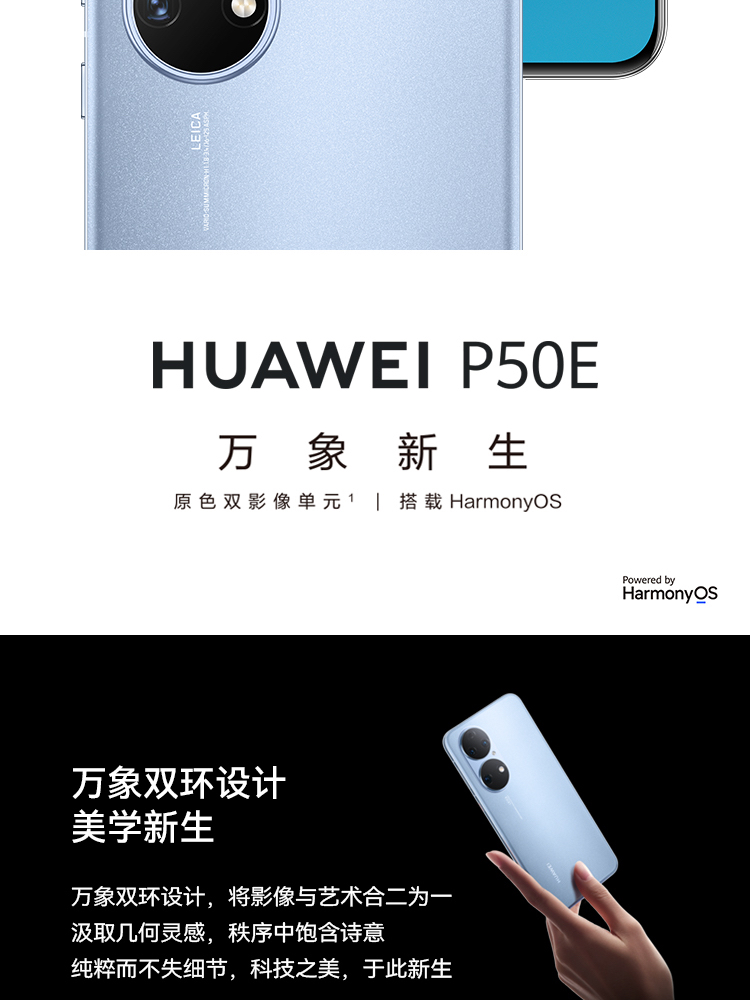 LEICA
HUAWEI P50E
万象新生
原色双影像单元1 | 搭载 HarmonyOS
Powered by
HarmonyOS
万象双环设计
美学新生
万象双环设计，将影像与艺术合二为一
汲取几何灵感，秩序中饱含诗意
纯粹而不失细节，科技之美，于此新生